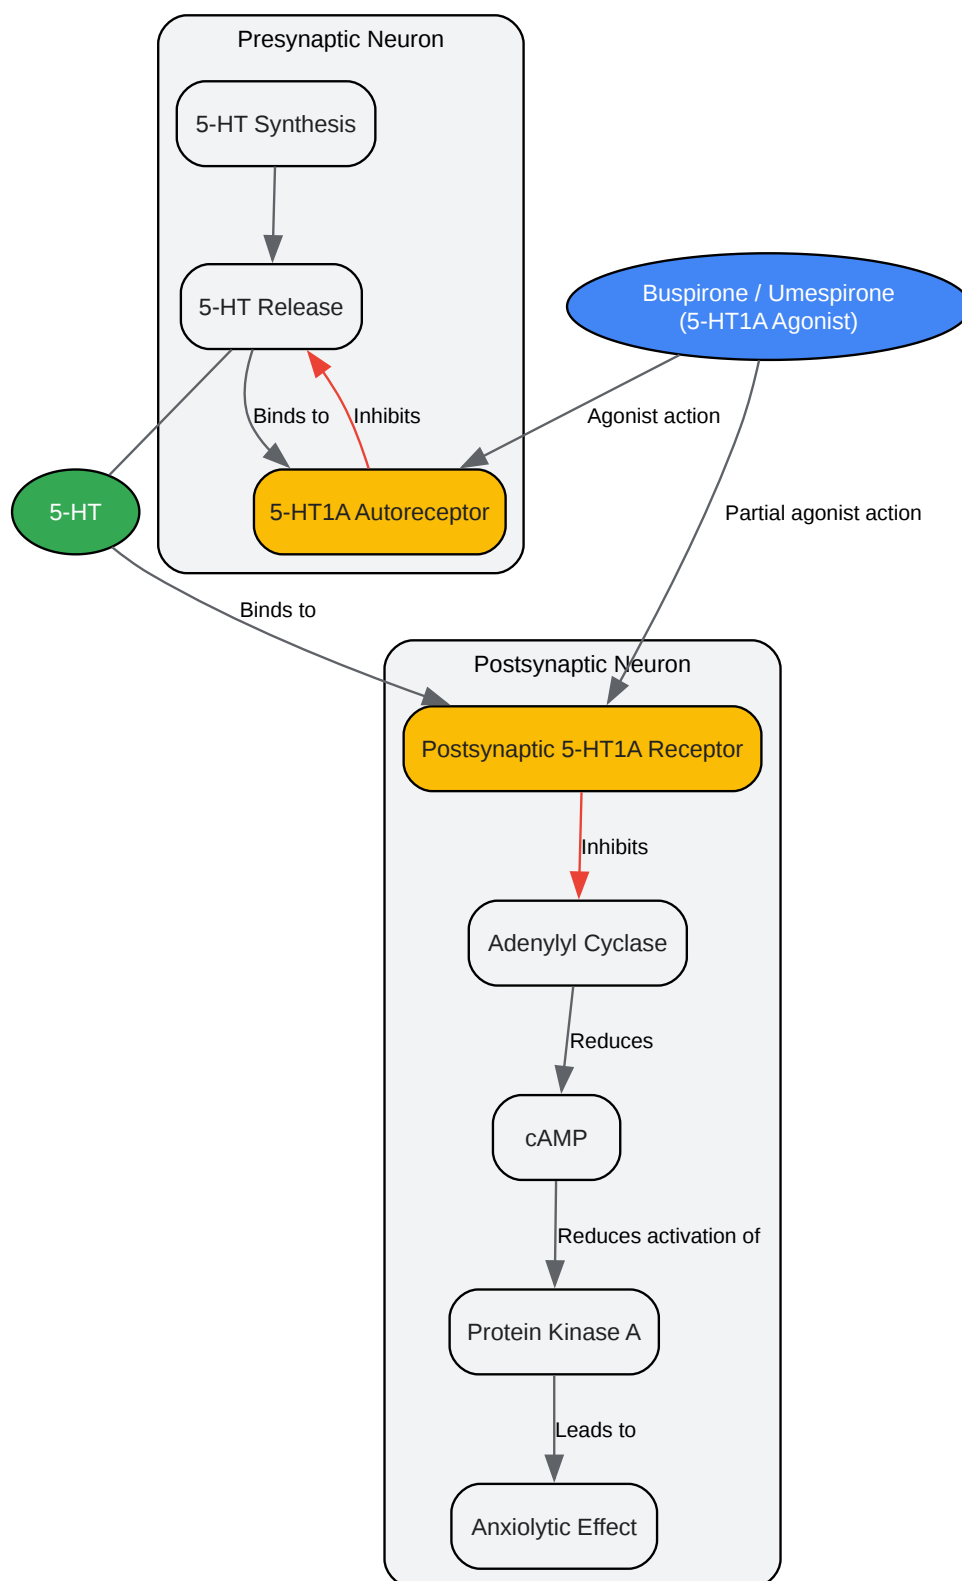 Presynaptic Neuron
5-HT Synthesis
5-HT Release
Buspirone / Umespirone
(5-HT1A Agonist)
Binds to
Inhibits
Agonist action
5-HT
5-HT1A Autoreceptor
Partial agonist action
Binds to
Postsynaptic Neuron
Postsynaptic 5-HT1A Receptor
Inhibits
Adenylyl Cyclase
Reduces
cAMP
Reduces activation of
Protein Kinase A
Leads to
Anxiolytic Effect